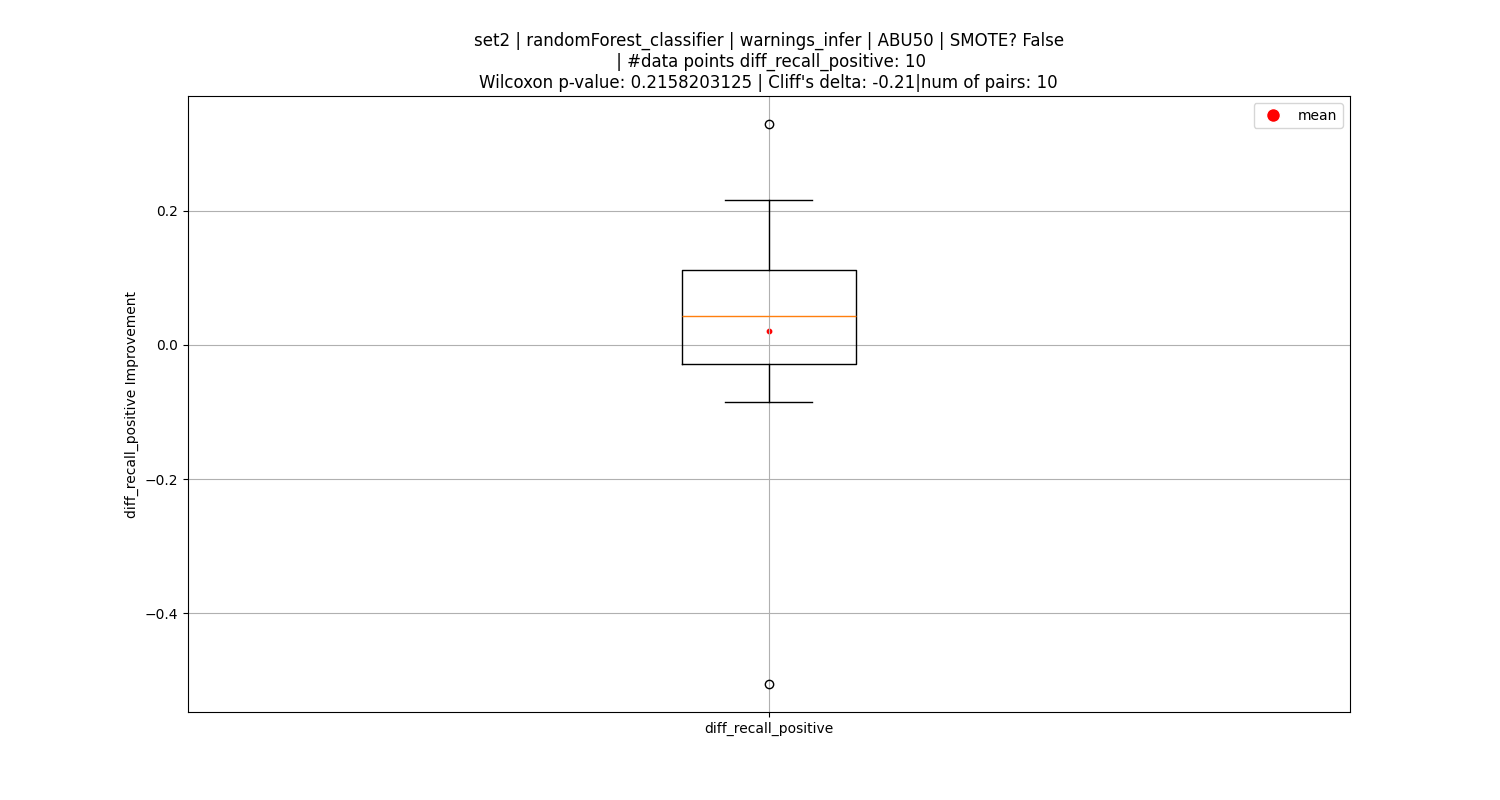 set2 | randomForest_classifier | warnings_infer | ABU50 | SMOTE? False
| #data points diff_recall_positive: 10
Wilcoxon p-value: 0.2158203125 | Cliff's delta: -0.21|num of pairs: 10
mean
0.2
0.0
−0.2
−0.4
diff_recall_positive Improvement
diff_recall_positive